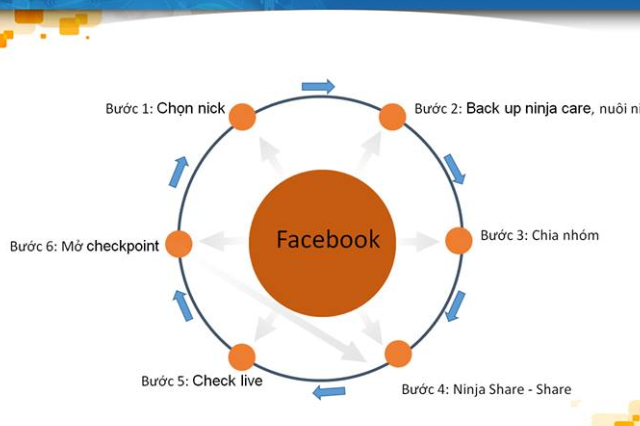 Bước 1: Chọn nick
Bước 2: Back up ninja care, nuôi
Bước 3: Chia nhóm
Facebook
Bước 6: Mở checkpoint
Bước 5: Check live
Bước 4: Ninja Share - Share